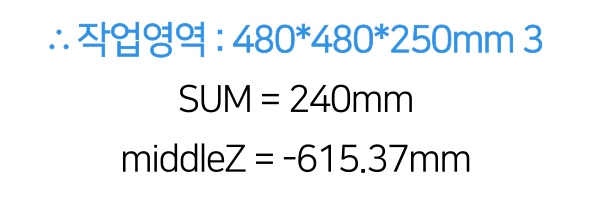 ∴ 작업영역 : 480*480*250mm 3
SUM = 240mm
middleZ = -615.37mm